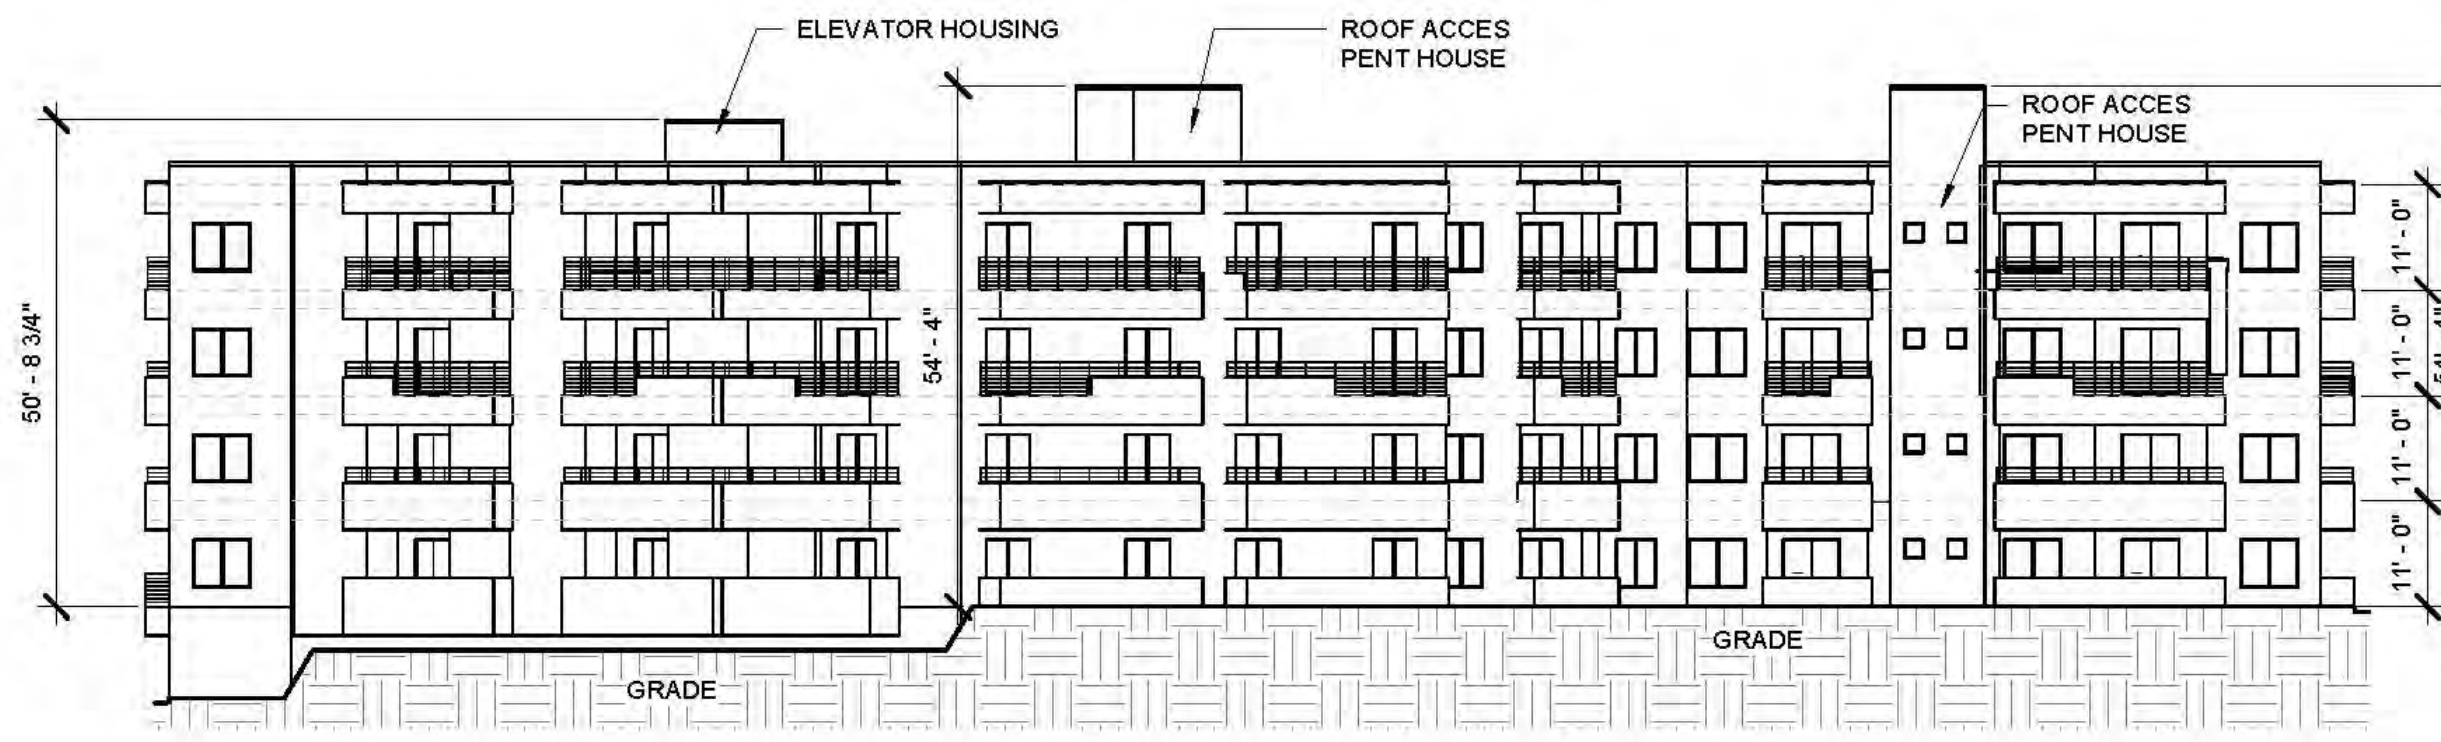 ELEVATOR HOUSING
ROOF ACCES
PENT HOUSE
ROOF ACCES
PENT HOUSE
50' - 8 3/4"
54' - 4"
11' - 0"
11' - 0"
11' - 0"
11' - 0"
GRADE
GRADE